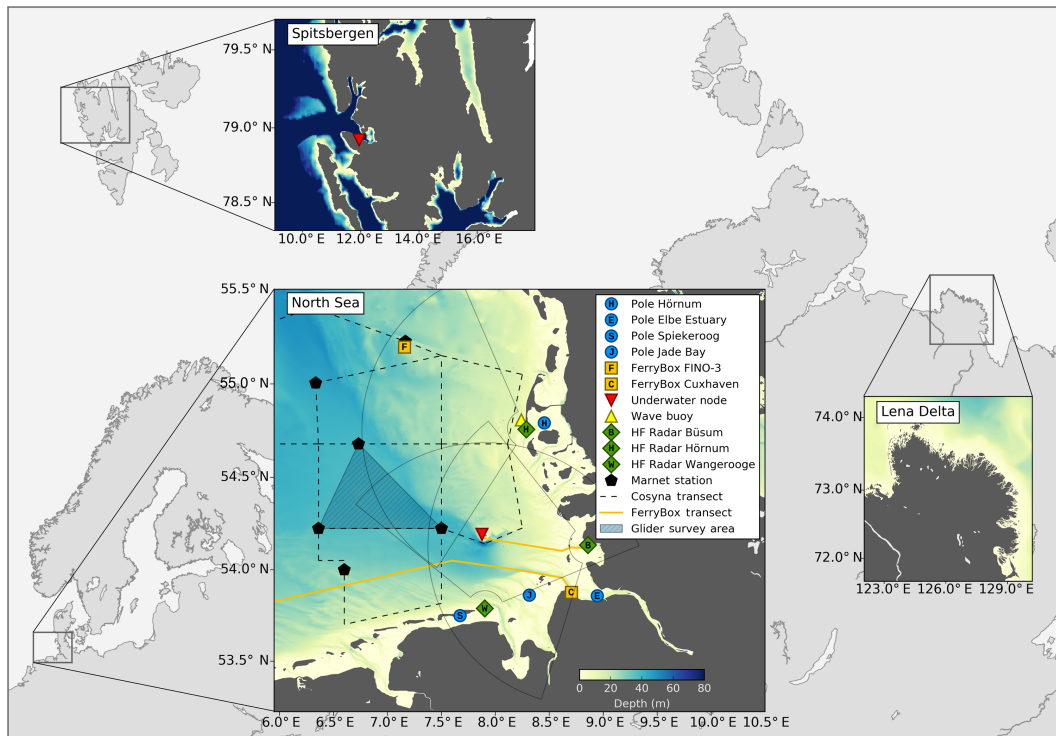 Spitsbergen
79.5° N
79.0° N
78.5° N
10.0° E 12.0° E 14.0° E 16.0° E
North Sea
55.5° N
55.0° N
54.5° N
54.0° N
53.5° N
6.0° E 6.5° E 7.0° E 7.5° E 8.0° E 8.5° E 9.0° E 9.5° E 10.0° E 10.5° E
H Pole Hörnum
E Pole Elbe Estuary
S Pole Spiekeroog
J Pole Jade Bay
F FerryBox FINO-3
C FerryBox Cuxhaven
Underwater node
Wave buoy
B HF Radar Büsum
H HF Radar Hörnum
W HF Radar Wangerooge
Marnet station
Cosyna transect
FerryBox transect
Glider survey area
F
H H
B
J C E
S W
0 20 40 60 80
Depth (m)
Lena Delta
74.0° N
73.0° N
72.0° N
123.0° E 126.0° E 129.0° E